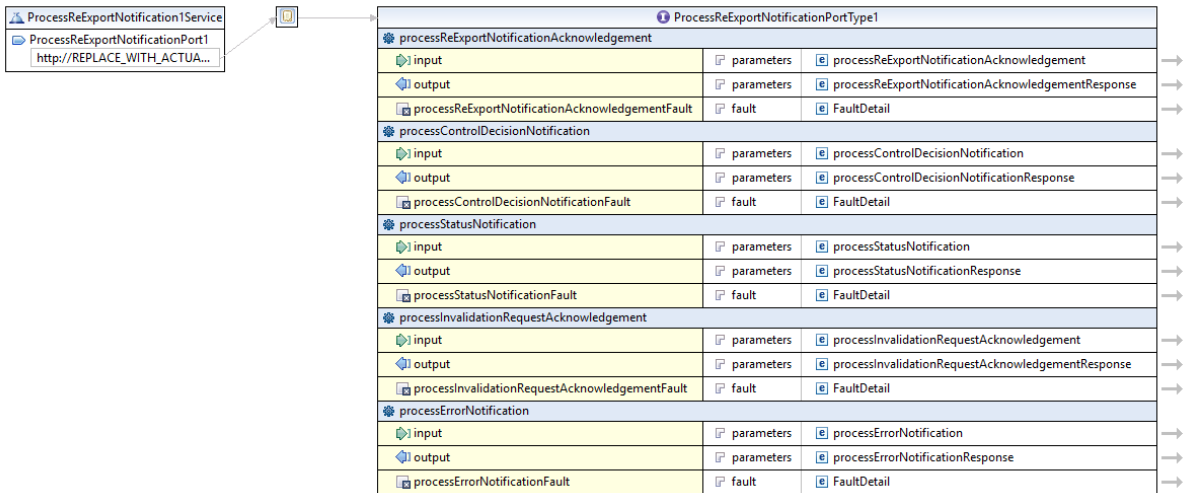 ProcessReExportNotification1Service
ProcessReExportNotificationPort1
http://REPLACE_WITH_ACTUA...
ProcessReExportNotificationPortType1
processReExportNotificationAcknowledgement
input parameters processReExportNotificationAcknowledgement
output parameters processReExportNotificationAcknowledgementResponse
processReExportNotificationAcknowledgementFault fault FaultDetail
processControlDecisionNotification
input parameters processControlDecisionNotification
output parameters processControlDecisionNotificationResponse
processControlDecisionNotificationFault fault FaultDetail
processStatusNotification
input parameters processStatusNotification
output parameters processStatusNotificationResponse
processStatusNotificationFault fault FaultDetail
processInvalidationRequestAcknowledgement
input parameters processInvalidationRequestAcknowledgement
output parameters processInvalidationRequestAcknowledgementResponse
processInvalidationRequestAcknowledgementFault fault FaultDetail
processErrorNotification
input parameters processErrorNotification
output parameters processErrorNotificationResponse
processErrorNotificationFault fault FaultDetail